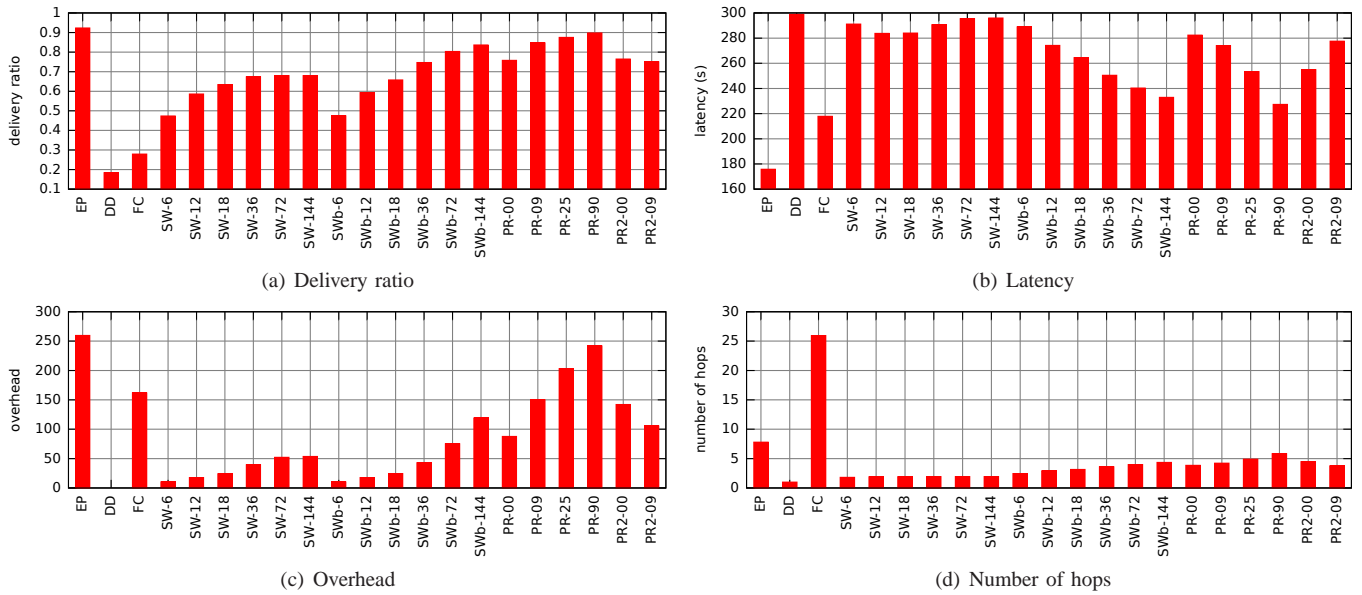 delivery ratio
1
0.9
0.8
0.7
0.6
0.5
0.4
0.3
0.2
0.1
EP
DD
FC
SW-6
SW-12
SW-18
SW-36
SW-72
SW-144
SWb-6
SWb-12
SWb-18
SWb-36
SWb-72
SWb-144
PR-00
PR-09
PR-25
PR-90
PR2-00
PR2-09
(a) Delivery ratio
latency (s)
300
280
260
240
220
200
180
160
EP
DD
FC
SW-6
SW-12
SW-18
SW-36
SW-72
SW-144
SWb-6
SWb-12
SWb-18
SWb-36
SWb-72
SWb-144
PR-00
PR-09
PR-25
PR-90
PR2-00
PR2-09
(b) Latency
overhead
300
250
200
150
100
50
0
EP
DD
FC
SW-6
SW-12
SW-18
SW-36
SW-72
SW-144
SWb-6
SWb-12
SWb-18
SWb-36
SWb-72
SWb-144
PR-00
PR-09
PR-25
PR-90
PR2-00
PR2-09
(c) Overhead
number of hops
30
25
20
15
10
5
0
EP
DD
FC
SW-6
SW-12
SW-18
SW-36
SW-72
SW-144
SWb-6
SWb-12
SWb-18
SWb-36
SWb-72
SWb-144
PR-00
PR-09
PR-25
PR-90
PR2-00
PR2-09
(d) Number of hops